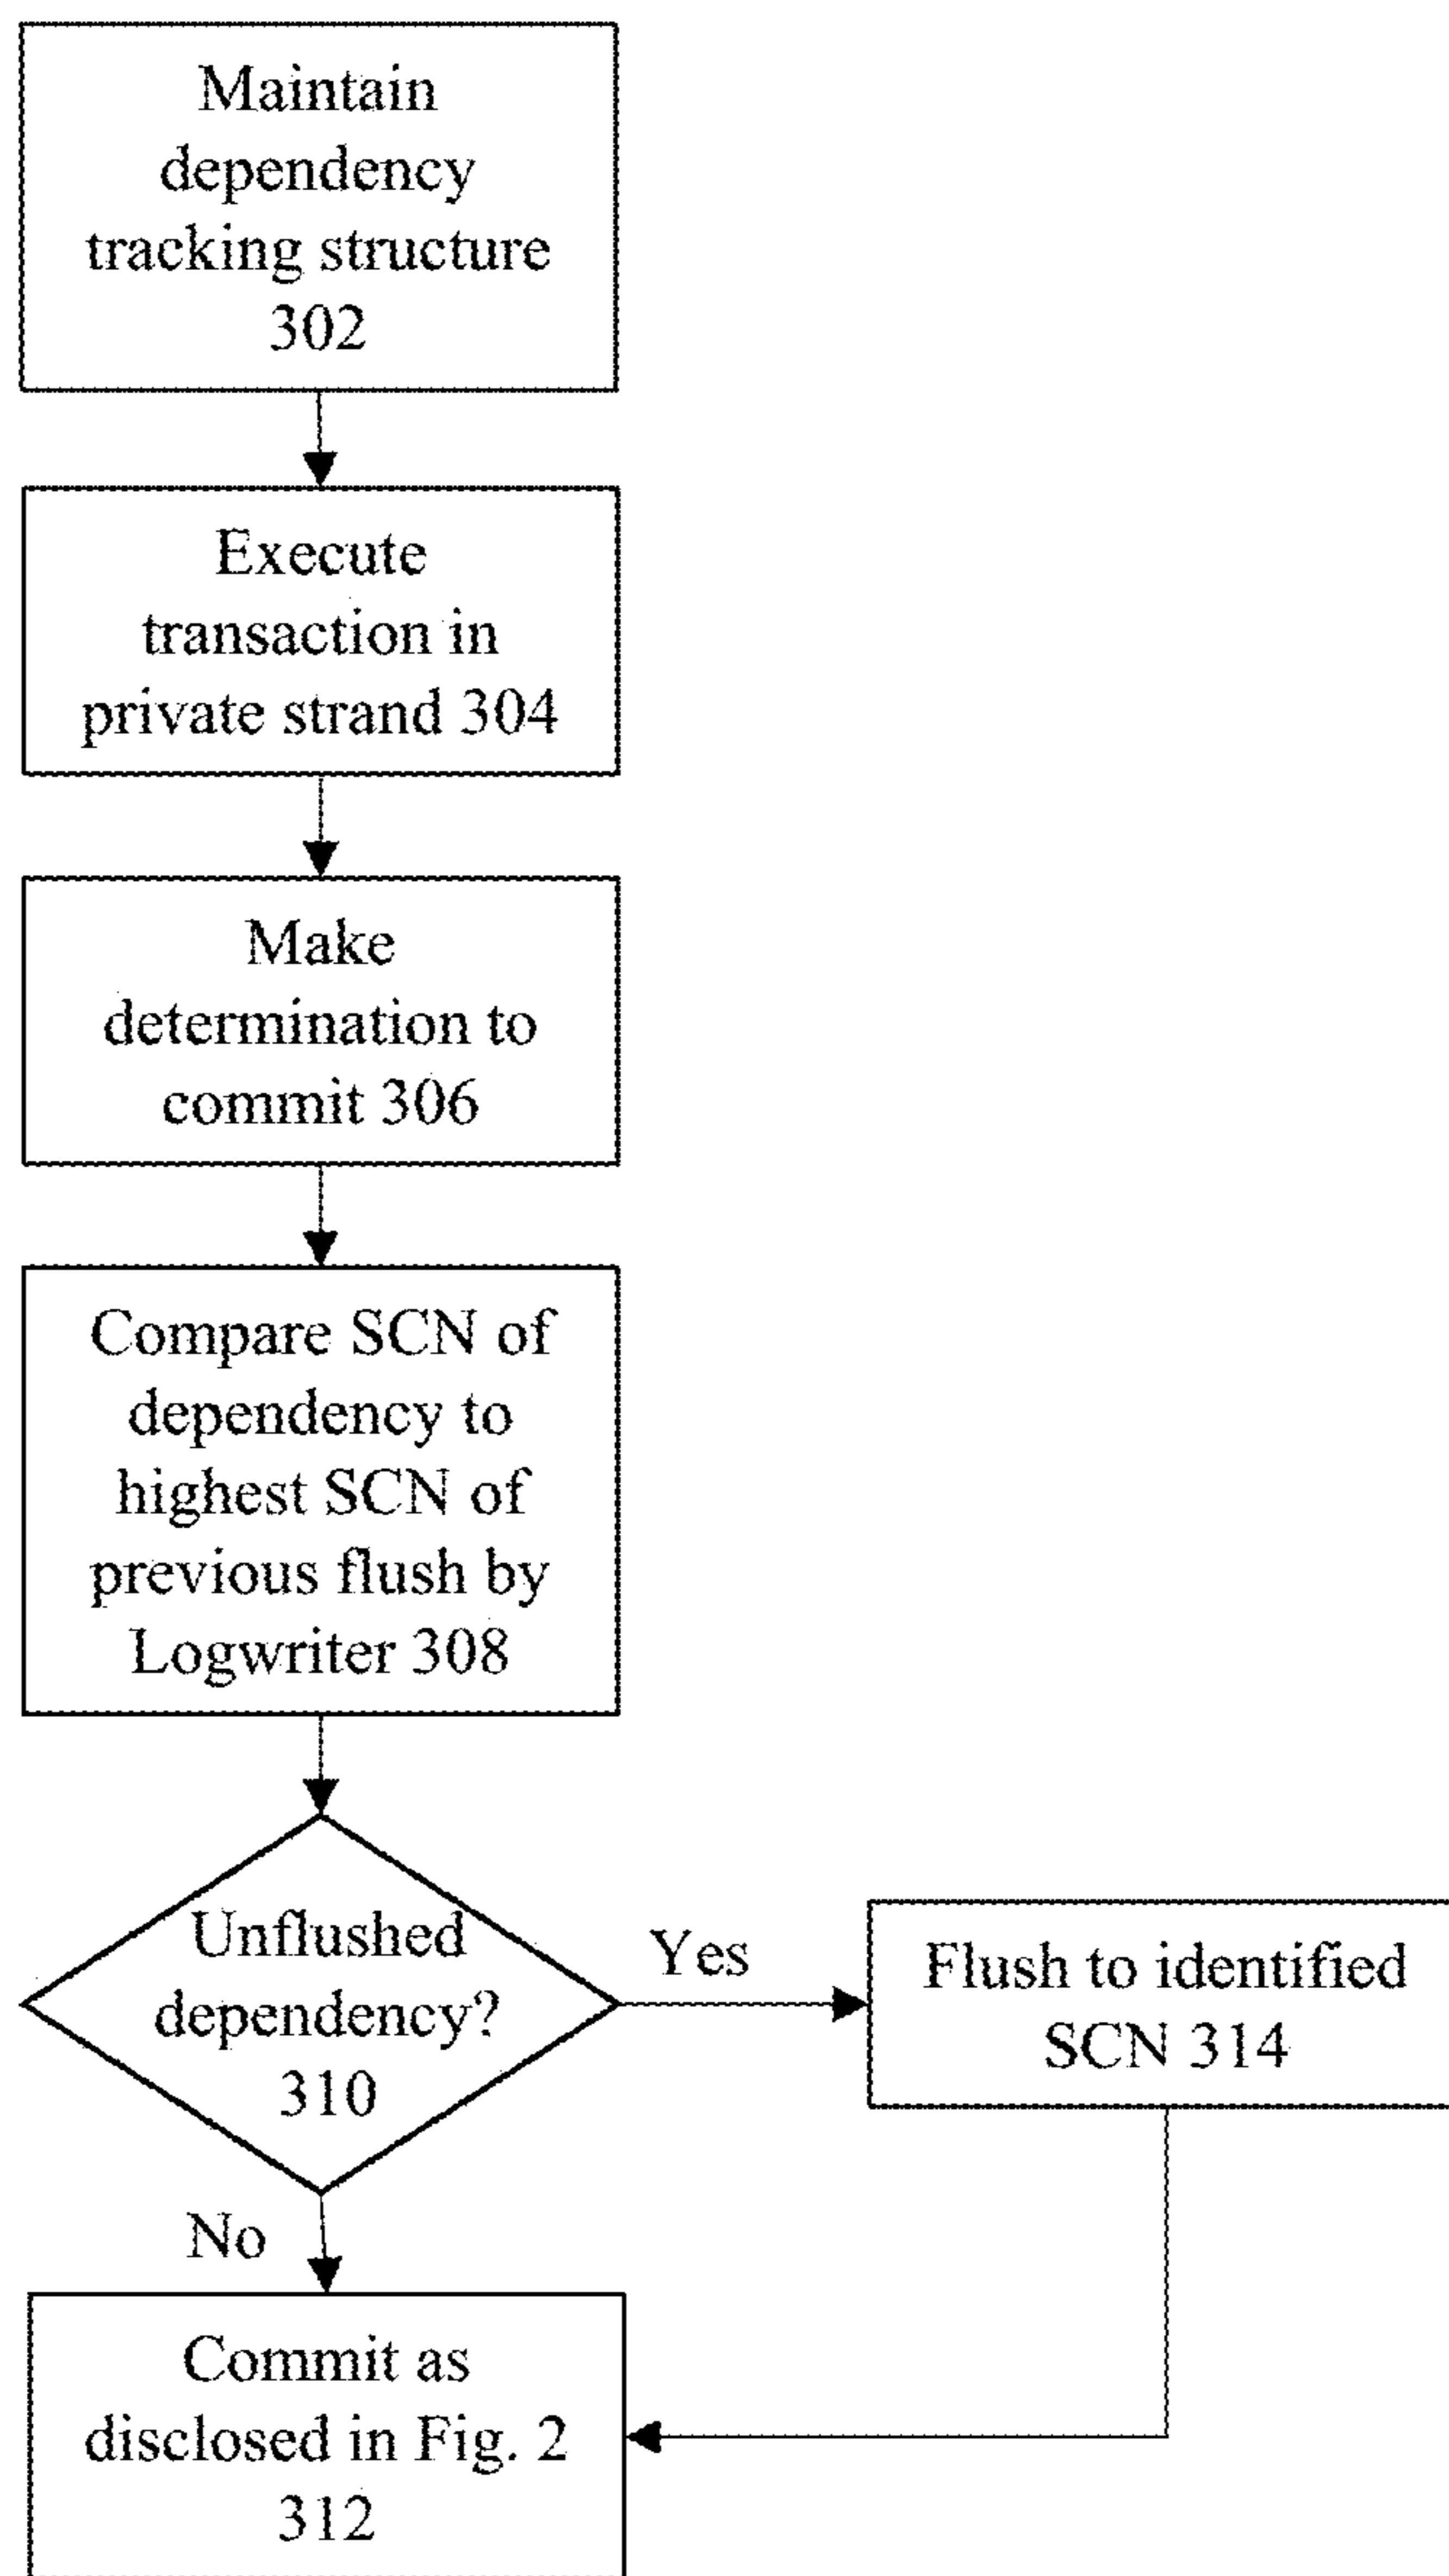 Maintain
dependency
tracking structure
302
Execute
transaction in
private strand 304
Make
determination to
commit 306
Compare SCN of
dependency to
highest SCN of
previous flush by
Logwriter 308
Unflushed
dependency?
310
Yes
Flush to identified
SCN 314
No
Commit as
disclosed in Fig. 2
312